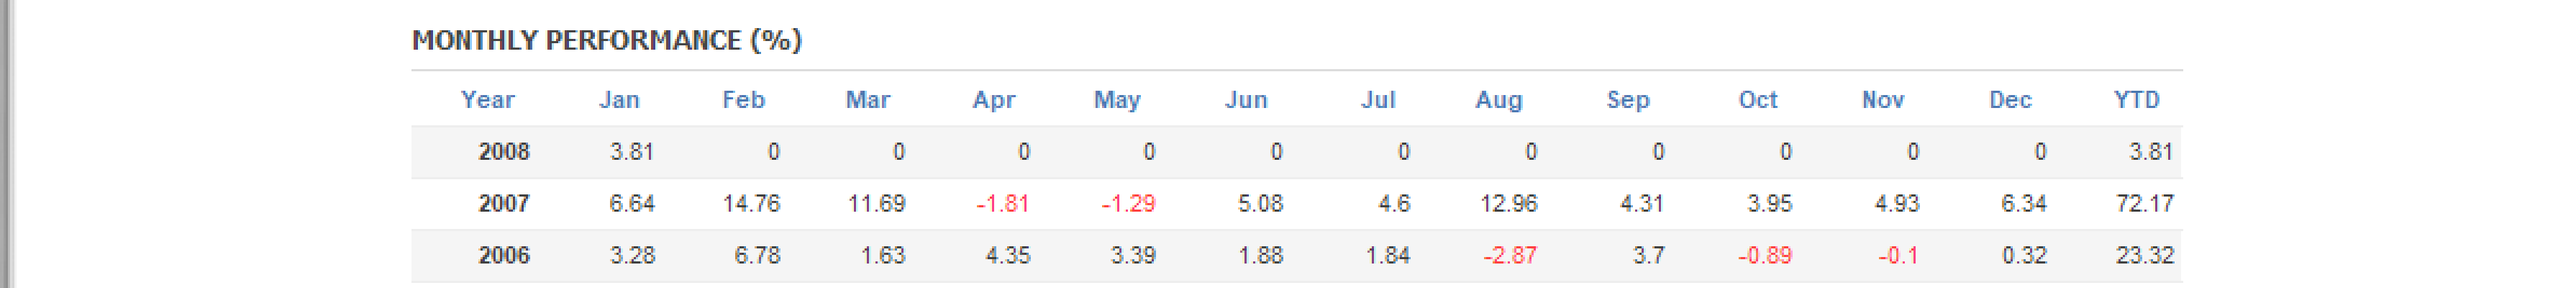 MONTHLY PERFORMANCE (%)
Year Jan Feb Mar Apr May Jun Jul Aug Sep Oct Nov Dec YTD
2008 3.81 0 0 0 0 0 0 0 0 0 0 0 3.81
2007 6.64 14.76 11.69 -1.81 -1.29 5.08 4.6 12.96 4.31 3.95 4.93 6.34 72.17
2006 3.28 6.78 1.63 4.35 3.39 1.88 1.84 -2.87 3.7 -0.89 -0.1 0.32 23.32